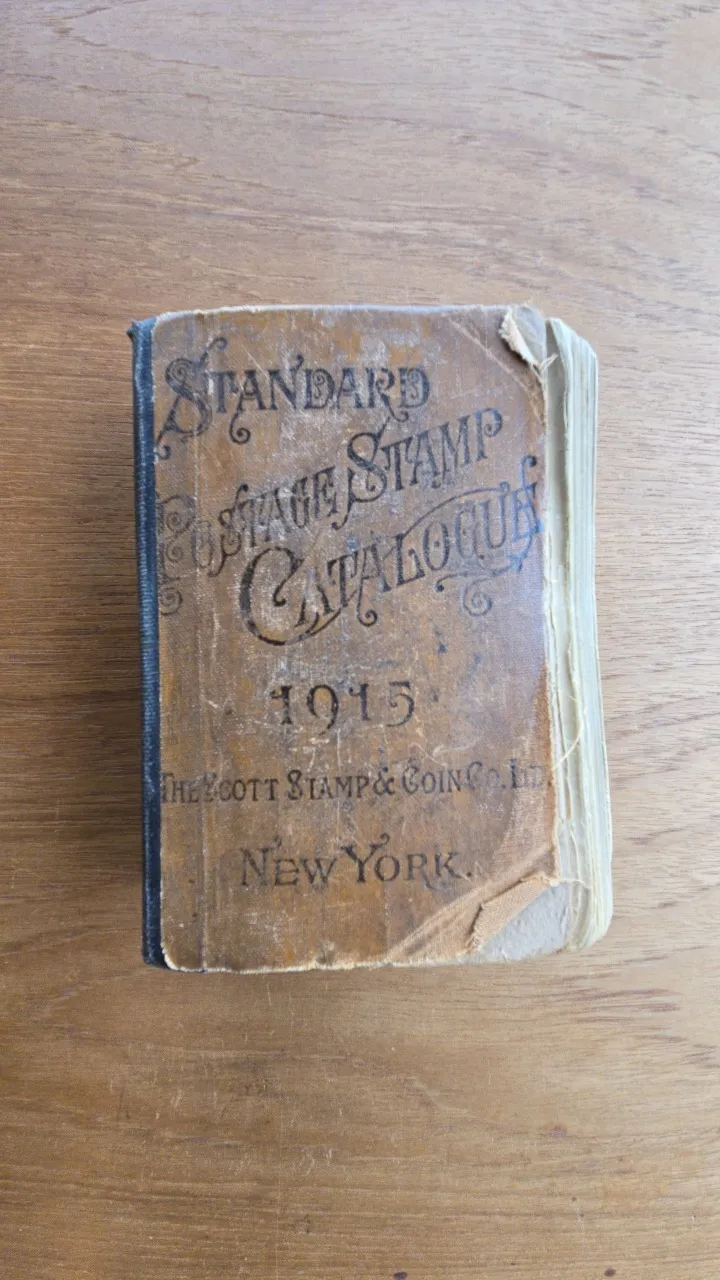 STANDARD
POSTAGE STAMP
CATALOGUE
1915
THE SCOTT STAMP & COIN CO. LTD.
NEW YORK.